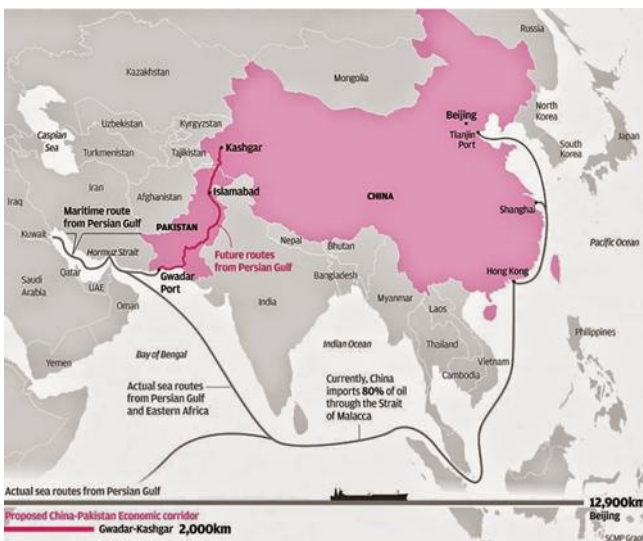 Russia
Kazakhstan
Mongolia
Uzbekistan
Kyrgyzstan
Caspian
Sea
Turkmenistan
Tajikistan
Kashgar
Beijing
Tianjin
Port
North
Korea
South
Korea
Japan
Iraq
Iran
Afghanistan
Islamabad
CHINA
Shanghai
Maritime route
from Persian Gulf
Kuwait
PAKISTAN
Hormuz Strait
Future routes
from Persian Gulf
Nepal
Bhutan
Pacific Ocean
Qatar
UAE
Gwadar
Port
Saudi
Arabia
Oman
India
Bangladesh
Myanmar
Hong Kong
Laos
Thailand
Vietnam
Cambodia
Philippines
Yemen
Bay of Bengal
Indian Ocean
Actual sea routes
from Persian Gulf
and Eastern Africa
Currently, China
imports 80% of oil
through the Strait
of Malacca
Actual sea routes from Persian Gulf
12,900km
Beijing
Proposed China-Pakistan Economic corridor
Gwadar-Kashgar 2,000km
SCMP